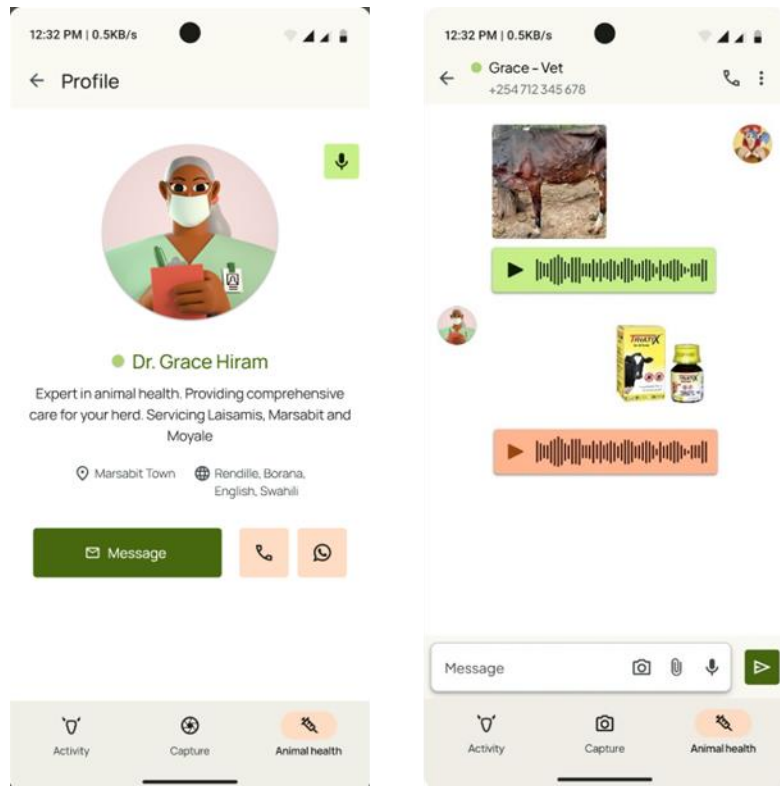 12:32 PM | 0.5KB/s
Profile
Dr. Grace Hiram
Expert in animal health. Providing comprehensive
care for your herd. Servicing Laisamis, Marsabit and
Moyale
Marsabit Town
Rendille, Borana,
English, Swahili
Message
Activity
Capture
Animal health
12:32 PM | 0.5KB/s
Grace - Vet
+254 712 345 678
TRIATIX
TRIATIX
Message
Activity
Capture
Animal health